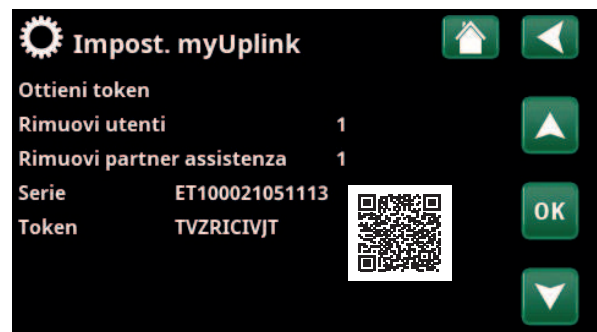 Impost. myUplink
Ottieni token
Rimuovi utenti 1
Rimuovi partner assistenza 1
Serie ET100021051113
OK
Token TVZRICIVJT